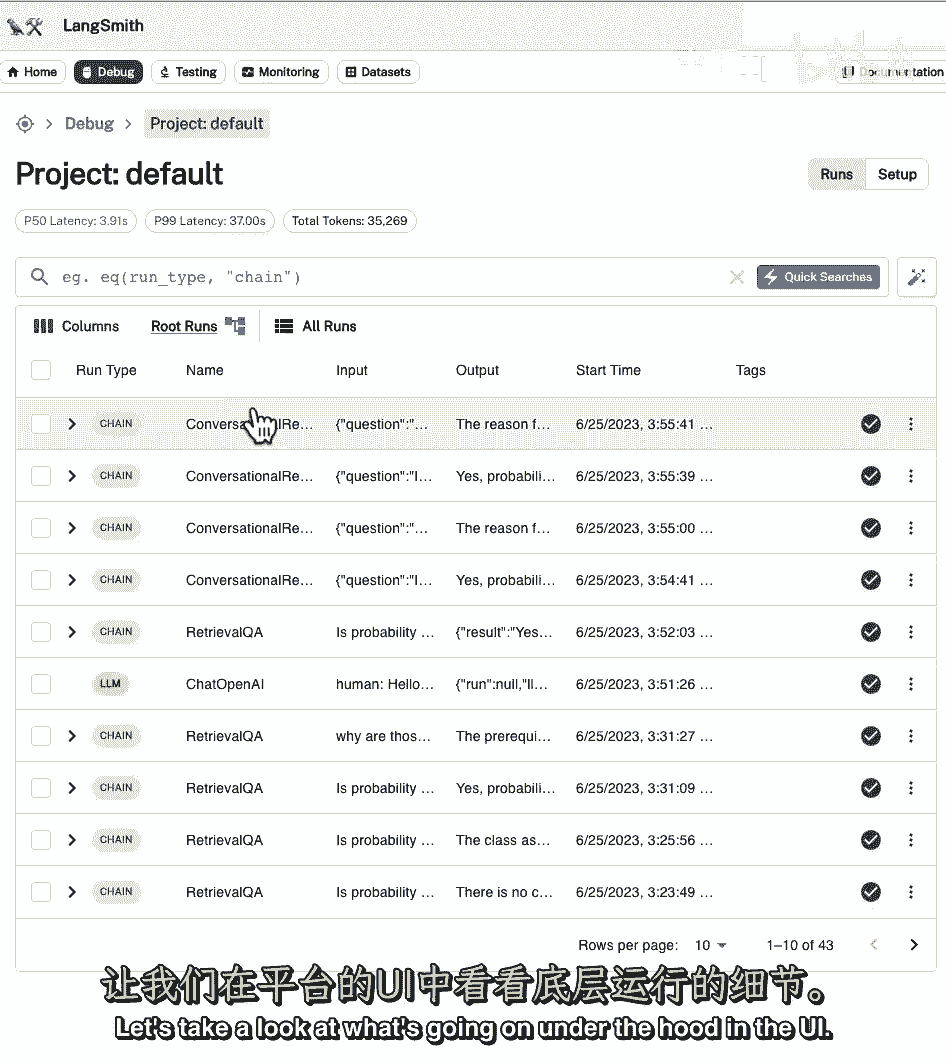 LangSmith
Home Debug Testing Monitoring Datasets Documentation
Debug Project: default
Project: default
Runs Setup
P50 Latency: 3.91s P99 Latency: 37.00s Total Tokens: 35,269
eg. eq(run_type, "chain") Quick Searches
Columns Root Runs All Runs
Run Type Name Input Output Start Time Tags
CHAIN {"question":"... The reason f... 6/25/2023, 3:55:41 ...
CHAIN ConversationalRe... {"question":"I... Yes, probabili... 6/25/2023, 3:55:39 ...
CHAIN ConversationalRe... {"question":"... The reason f... 6/25/2023, 3:55:00 ...
CHAIN ConversationalRe... {"question":"I... Yes, probabili... 6/25/2023, 3:54:41 ...
CHAIN RetrievalQA Is probability ... {"result":"Yes... 6/25/2023, 3:52:03 ...
LLM ChatOpenAI human: Hello... {"run":null,"ll... 6/25/2023, 3:51:26 ...
CHAIN RetrievalQA why are thos... The prerequi... 6/25/2023, 3:31:27 ...
CHAIN RetrievalQA Is probability ... Yes, probabili... 6/25/2023, 3:31:09 ...
CHAIN RetrievalQA Is probability ... The class as... 6/25/2023, 3:25:56 ...
CHAIN RetrievalQA Is probability ... There is no c... 6/25/2023, 3:23:49 ...
Rows per page: 10 1–10 of 43
让我们在平台的UI中看看底层运行的细节。
Let's take a look at what's going on under the hood in the UI.